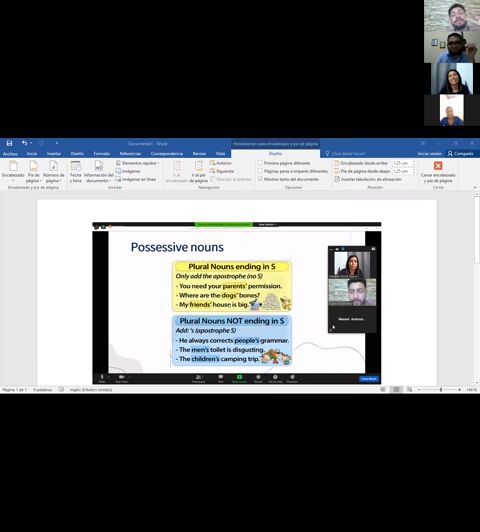 Documento1 - Word
Herramientas para encabezado y pie de página
Archivo Inicio Insertar Diseño Formato Referencias Correspondencia Revisar Vista Diseño ¿Qué desea hacer? Iniciar sesión Compartir
Encabezado Pie de página Número de página Fecha y hora Información del documento Elementos rápidos Imágenes Imágenes en línea
Ir al encabezado Ir al pie de página Anterior Siguiente Vincular al anterior
Primera página diferente
Páginas pares e impares diferentes
Mostrar texto del documento
Encabezado desde arriba: 1,25 cm
Pie de página desde abajo: 1,25 cm
Insertar tabulación de alineación
Cerrar encabezado y pie de página
Encabezado y pie de página Insertar Navegación Opciones Posición Cerrar
Possessive nouns
Plural Nouns ending in S
Only add the apostrophe (no S)
- You need your parents' permission.
- Where are the dogs' bones?
- My friends' house is big.
Plural Nouns NOT ending in S
Add: 's (apostrophe S)
- He always corrects people's grammar.
- The men's toilet is disgusting.
- The children's camping trip.
Manuel Antonio...
Página 1 de 1 0 palabras Inglés (Estados Unidos) 140 %